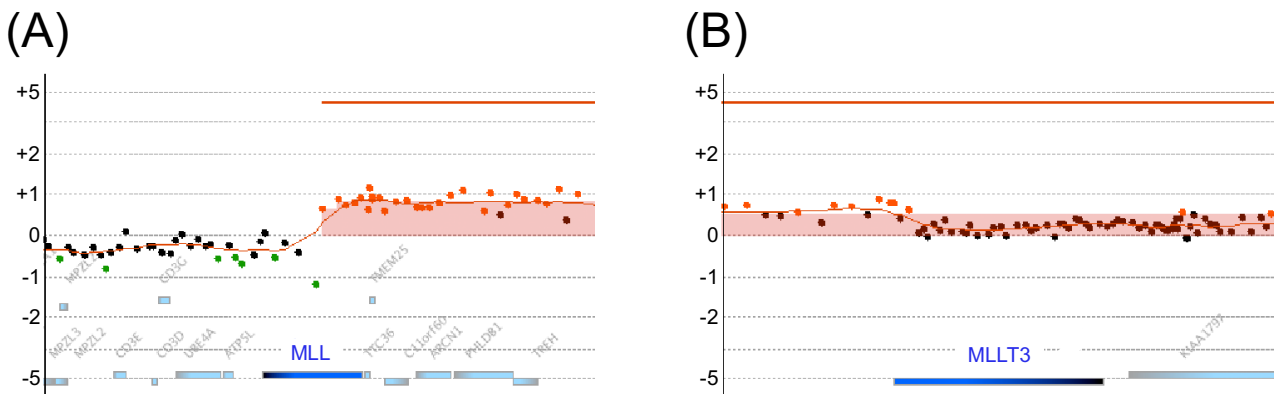 (A)
+5
+2
+1
0
-1
-2
-5
MPZL2
CD3G
TMEM25
MPZL3
MPZL2
CD3E
CD3D
UBE4A
ATP5L
MLL
TTC36
C11orf60
ARCN1
PHLDB1
TREH
(B)
+5
+2
+1
0
-1
-2
-5
MLLT3
KIAA1797